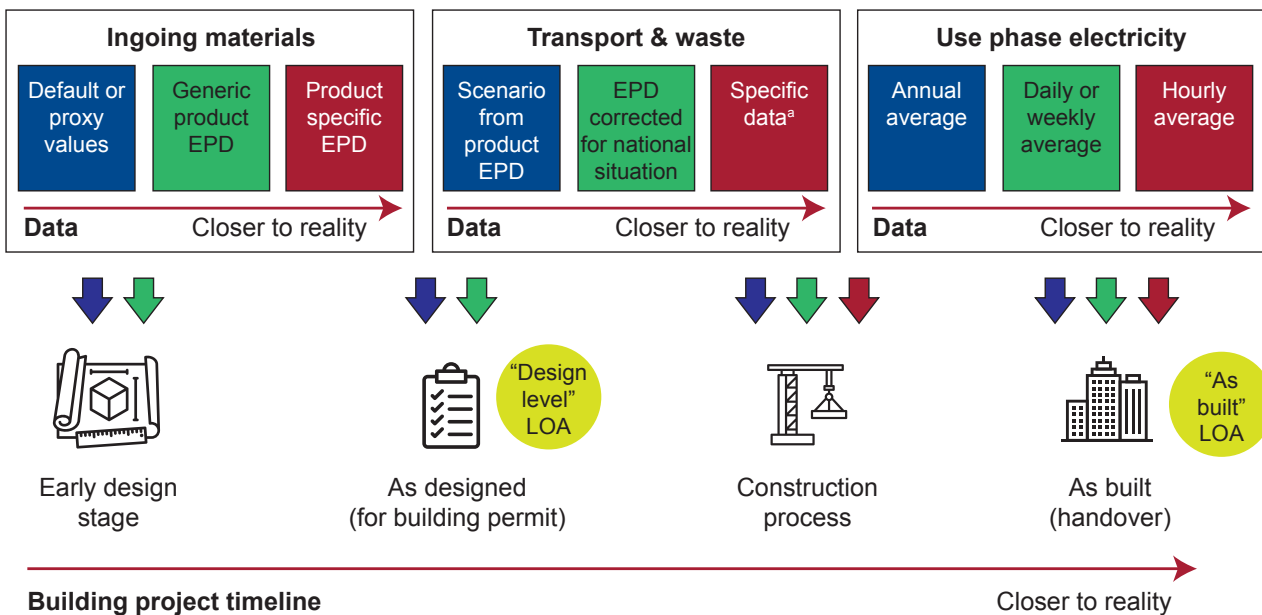 Ingoing materials
Default or
proxy
values
Generic
product
EPD
Product
specific
EPD
Data
Closer to reality
Transport & waste
Scenario
from
product
EPD
EPD
corrected
for national
situation
Specific
dataᵃ
Data
Closer to reality
Use phase electricity
Annual
average
Daily or
weekly
average
Hourly
average
Data
Closer to reality
Early design
stage
“Design
level”
LOA
As designed
(for building permit)
Construction
process
“As
built”
LOA
As built
(handover)
Building project timeline
Closer to reality